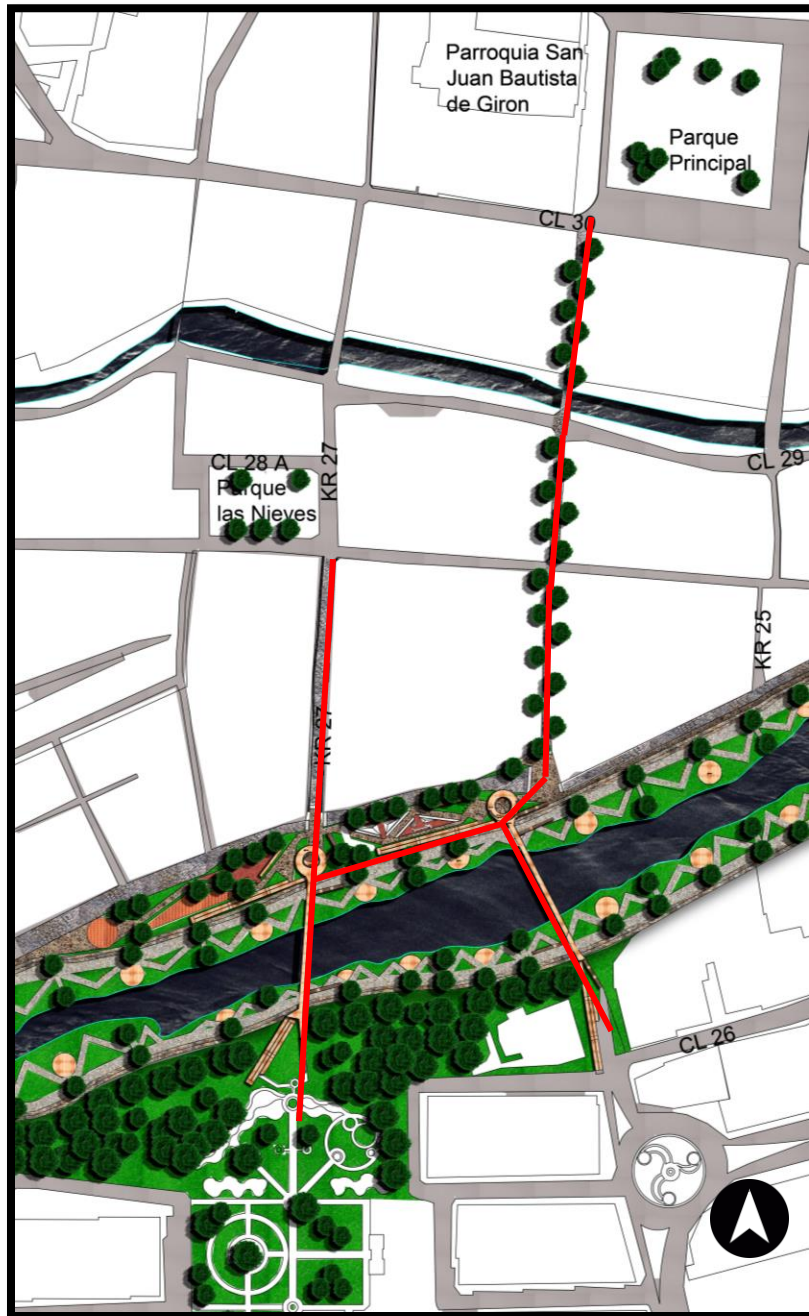 Parroquia San
Juan Bautista
de Giron
Parque
Principal
CL 30
CL 28 A
Parque
las Nieves
KR 27
CL 29
KR 25
KR 27
CL 26